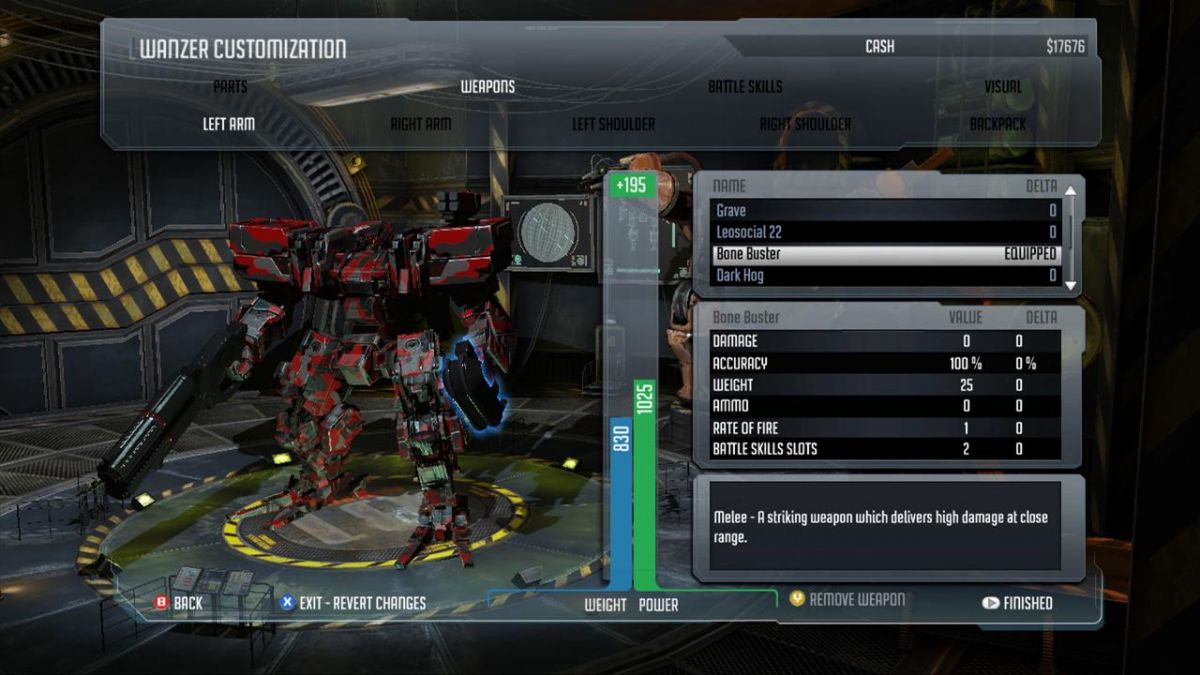 WANZER CUSTOMIZATION
CASH $17676
PARTS WEAPONS BATTLE SKILLS VISUAL
LEFT ARM RIGHT ARM LEFT SHOULDER RIGHT SHOULDER BACKPACK
+195
NAME DELTA
Grave 0
Leosocial 22 0
Bone Buster EQUIPPED
Dark Hog 0
Bone Buster VALUE DELTA
DAMAGE 0 0
ACCURACY 100 % 0 %
WEIGHT 25 0
AMMO 0 0
RATE OF FIRE 1 0
BATTLE SKILLS SLOTS 2 0
830
1025
Melee - A striking weapon which delivers high damage at close
range.
B BACK
X EXIT - REVERT CHANGES
WEIGHT POWER
Y REMOVE WEAPON
FINISHED